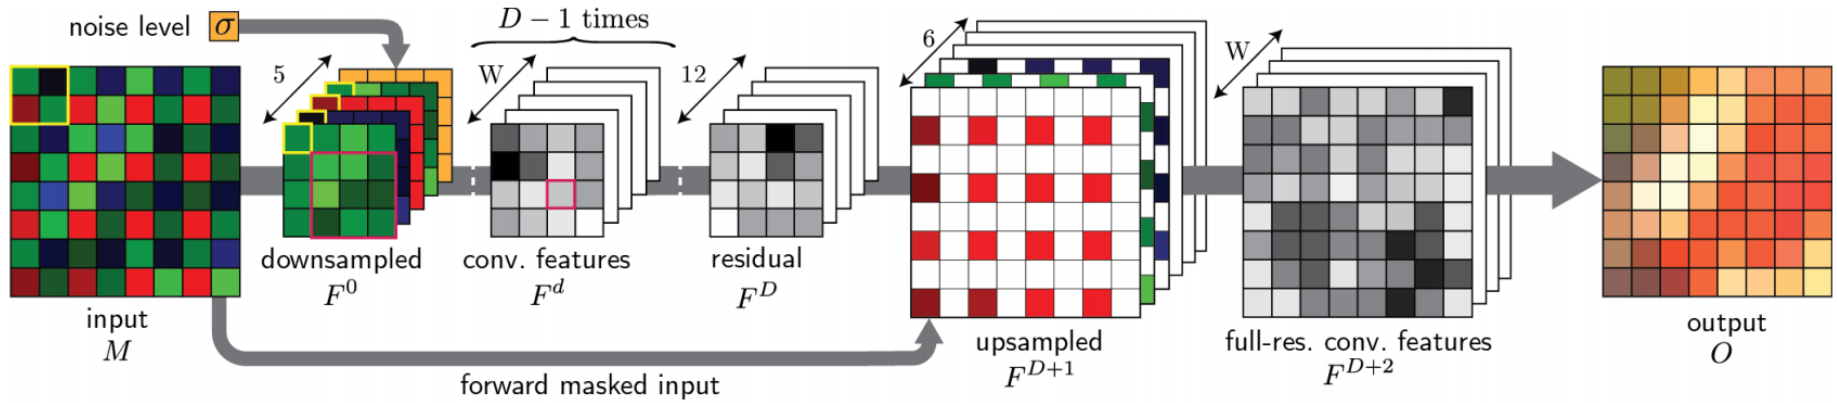 noise level σ
D − 1 times
5
W
12
6
W
downsampled
F⁰
conv. features
Fᵈ
residual
Fᴰ
input
M
upsampled
Fᴰ⁺¹
full-res. conv. features
Fᴰ⁺²
output
O
forward masked input